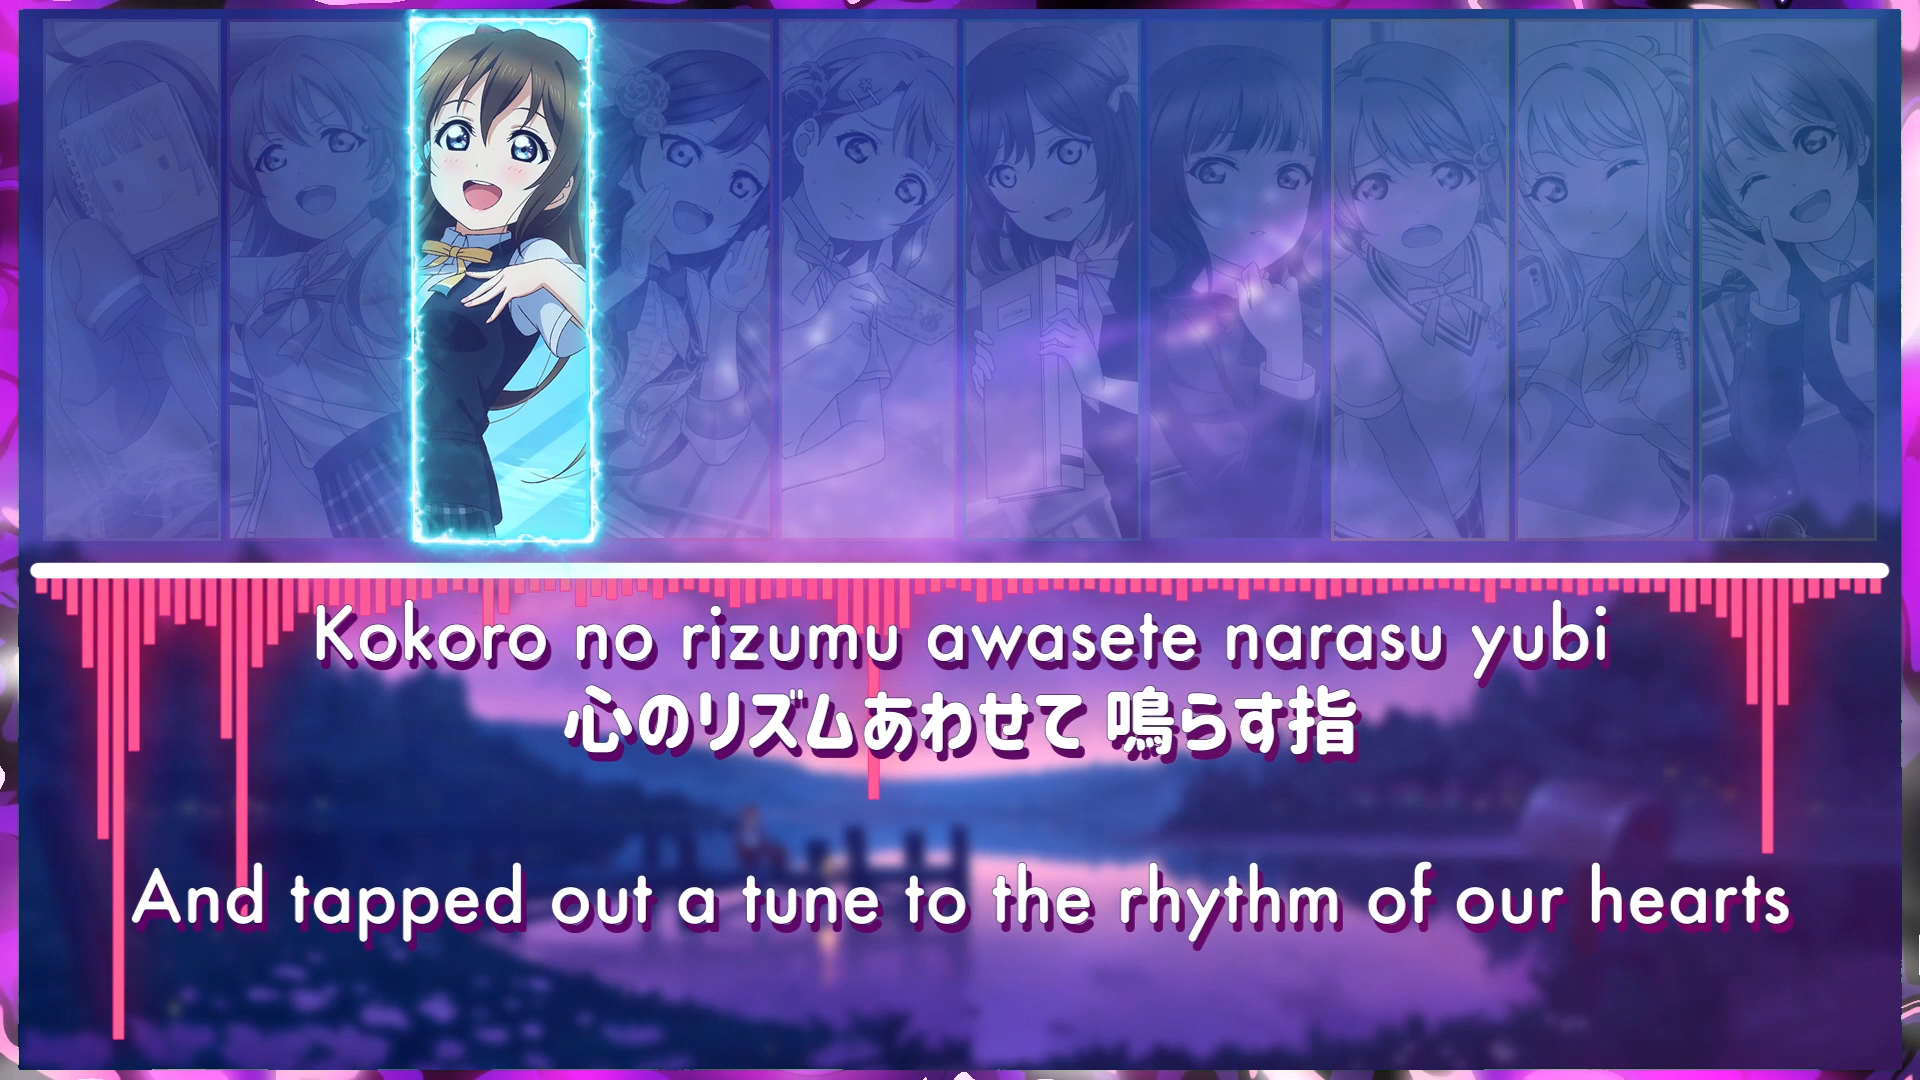 Kokoro no rizumu awasete narasu yubi
心のリズムあわせて 鳴らす指
And tapped out a tune to the rhythm of our hearts